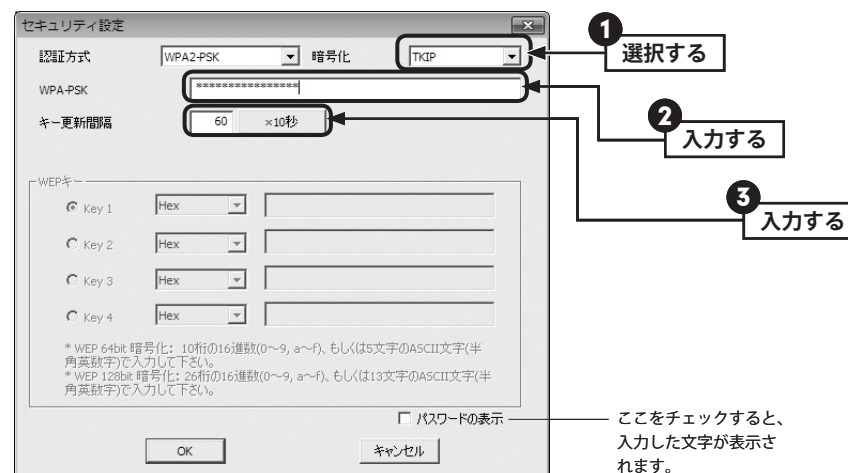 セキュリティ設定
認証方式 WPA2-PSK 暗号化 TKIP
❶ 選択する
WPA-PSK ****************
❷ 入力する
キー更新間隔 60 ×10秒
❸ 入力する
WEPキー
Key 1 Hex
Key 2 Hex
Key 3 Hex
Key 4 Hex
* WEP 64bit 暗号化: 10桁の16進数(0～9, a～f)、もしくは5文字のASCII文字(半
角英数字)で入力して下さい。
* WEP 128bit 暗号化: 26桁の16進数(0～9, a～f)、もしくは13文字のASCII文字(半
角英数字)で入力して下さい。
パスワードの表示
OK キャンセル
ここをチェックすると、
入力した文字が表示さ
れます。